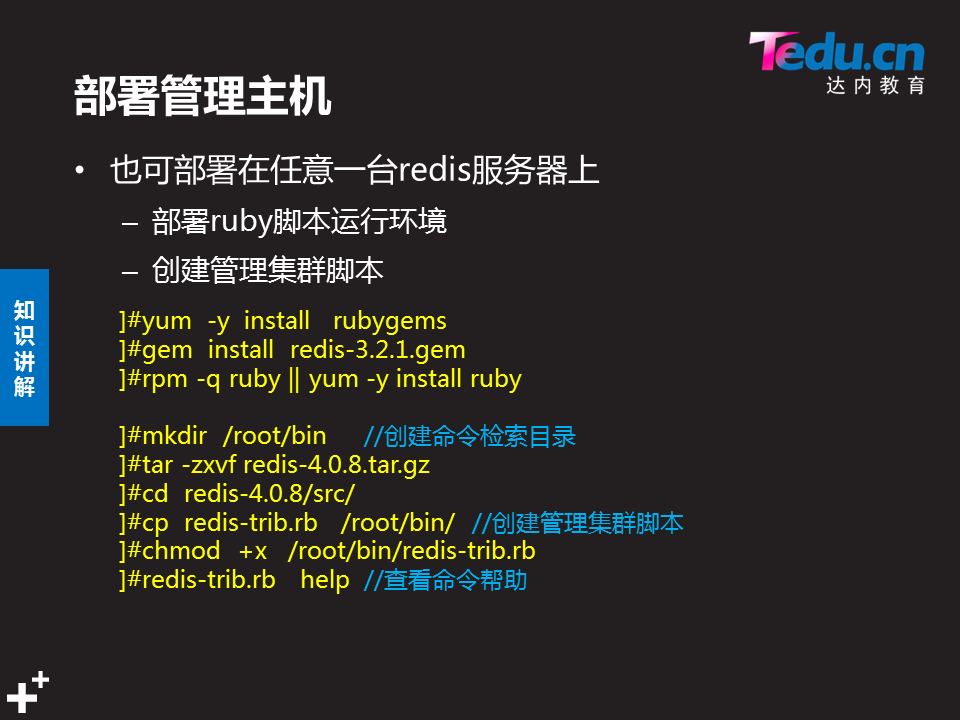 Tedu.cn
达内教育
部署管理主机
• 也可部署在任意一台redis服务器上
– 部署ruby脚本运行环境
– 创建管理集群脚本
知识讲解
]#yum -y install rubygems
]#gem install redis-3.2.1.gem
]#rpm -q ruby || yum -y install ruby
]#mkdir /root/bin //创建命令检索目录
]#tar -zxvf redis-4.0.8.tar.gz
]#cd redis-4.0.8/src/
]#cp redis-trib.rb /root/bin/ //创建管理集群脚本
]#chmod +x /root/bin/redis-trib.rb
]#redis-trib.rb help //查看命令帮助